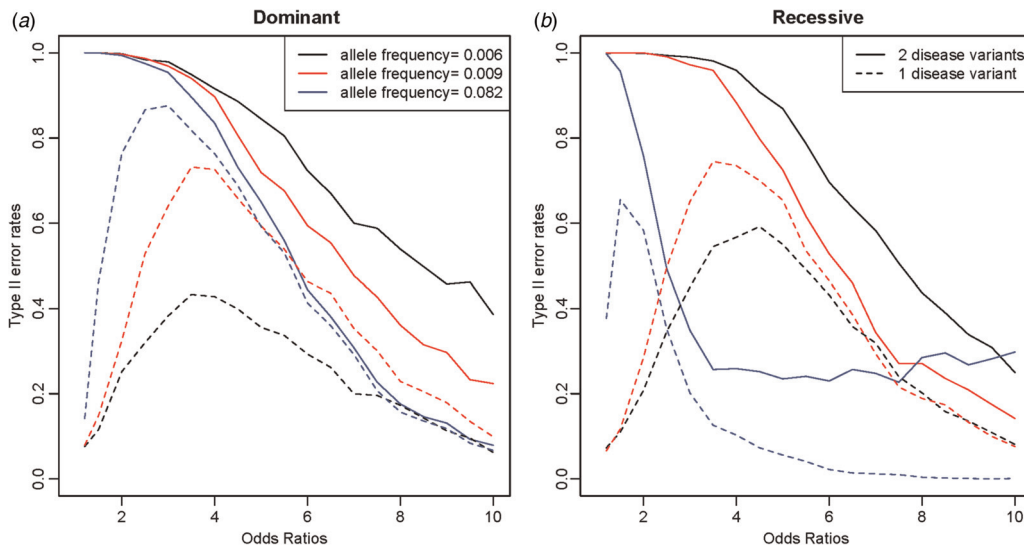 (a)
Dominant
allele frequency= 0.006
allele frequency= 0.009
allele frequency= 0.082
Type II error rates
1.0
0.8
0.6
0.4
0.2
0.0
2
4
6
8
10
Odds Ratios
(b)
Recessive
2 disease variants
1 disease variant
Type II error rates
1.0
0.8
0.6
0.4
0.2
0.0
2
4
6
8
10
Odds Ratios